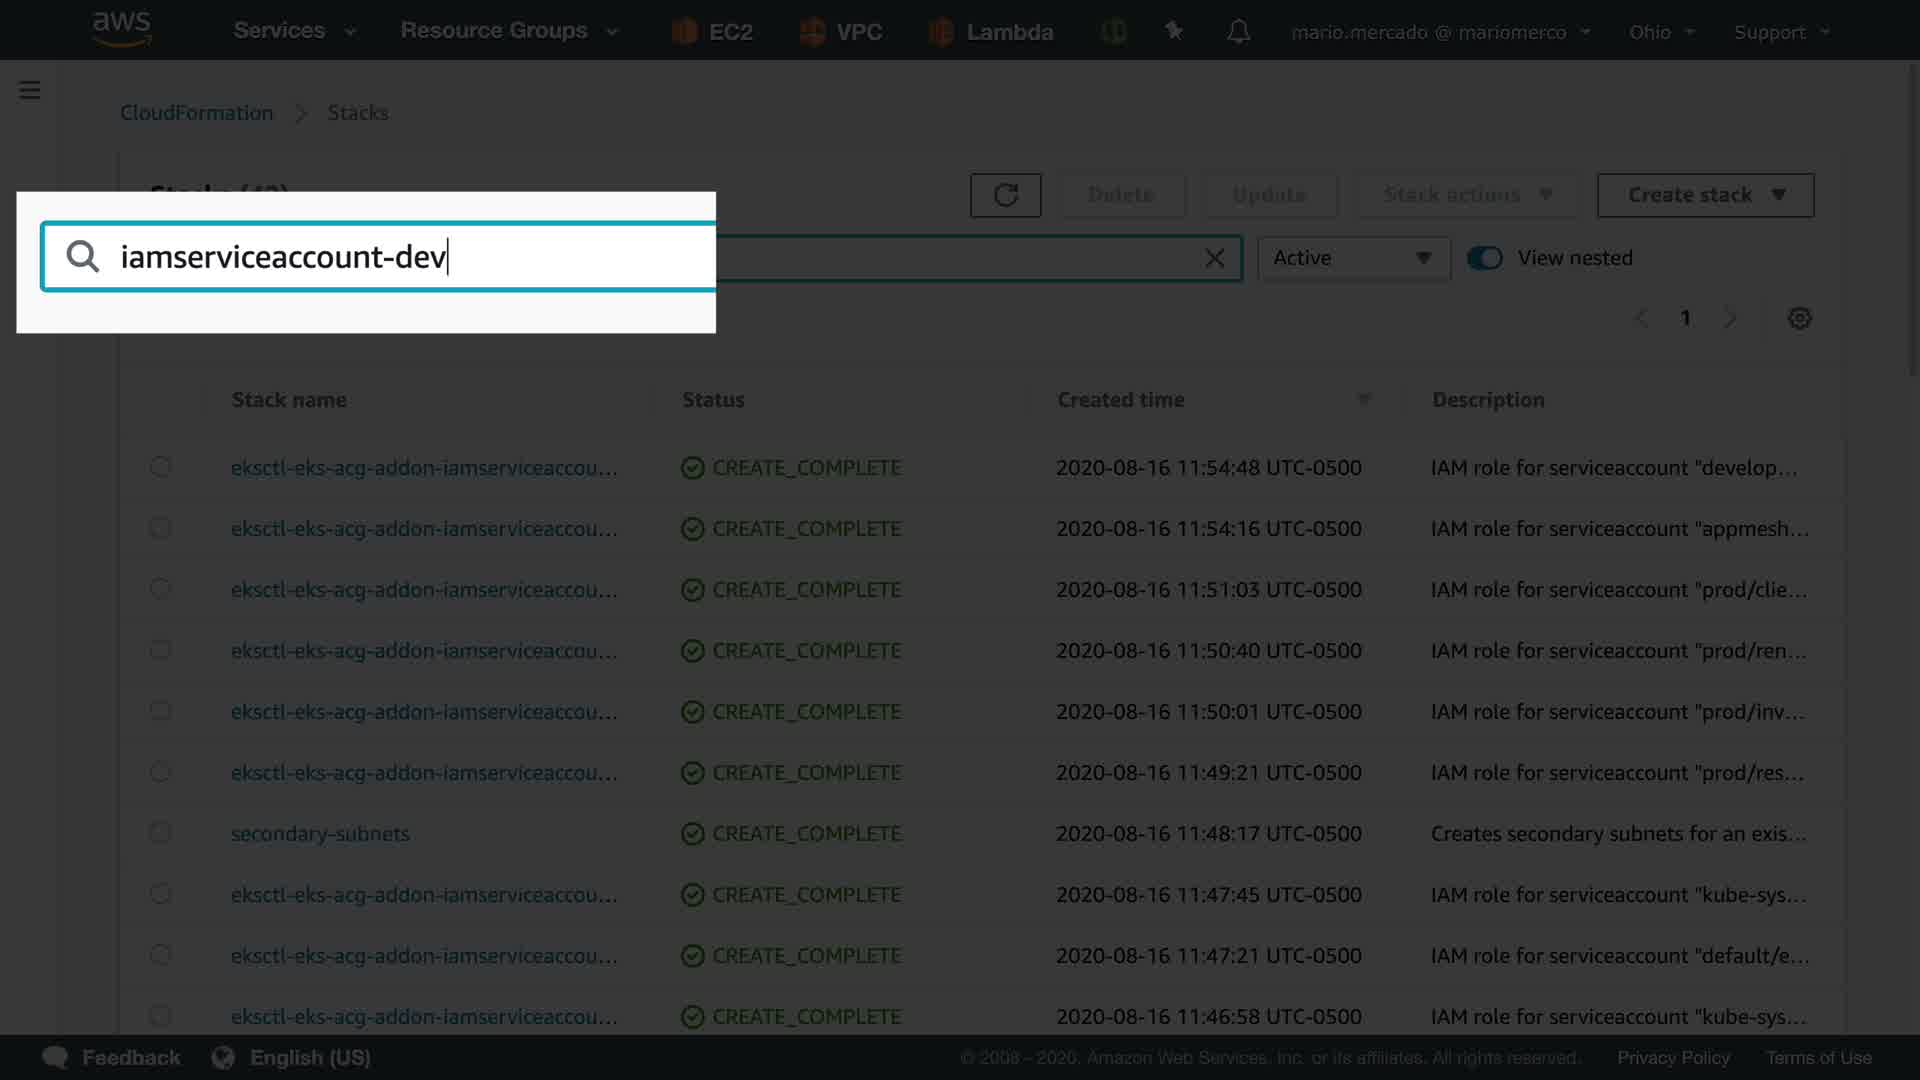 aws Services Resource Groups EC2 VPC Lambda mario.mercado @ mariomerco Ohio Support
CloudFormation Stacks
Delete Update Stack actions Create stack
iamserviceaccount-dev Active View nested
1
Stack name Status Created time Description
eksctl-eks-acg-addon-iamserviceaccou... CREATE_COMPLETE 2020-08-16 11:54:48 UTC-0500 IAM role for serviceaccount "develop...
eksctl-eks-acg-addon-iamserviceaccou... CREATE_COMPLETE 2020-08-16 11:54:16 UTC-0500 IAM role for serviceaccount "appmesh...
eksctl-eks-acg-addon-iamserviceaccou... CREATE_COMPLETE 2020-08-16 11:51:03 UTC-0500 IAM role for serviceaccount "prod/clie...
eksctl-eks-acg-addon-iamserviceaccou... CREATE_COMPLETE 2020-08-16 11:50:40 UTC-0500 IAM role for serviceaccount "prod/ren...
eksctl-eks-acg-addon-iamserviceaccou... CREATE_COMPLETE 2020-08-16 11:50:01 UTC-0500 IAM role for serviceaccount "prod/inv...
eksctl-eks-acg-addon-iamserviceaccou... CREATE_COMPLETE 2020-08-16 11:49:21 UTC-0500 IAM role for serviceaccount "prod/res...
secondary-subnets CREATE_COMPLETE 2020-08-16 11:48:17 UTC-0500 Creates secondary subnets for an exis...
eksctl-eks-acg-addon-iamserviceaccou... CREATE_COMPLETE 2020-08-16 11:47:45 UTC-0500 IAM role for serviceaccount "kube-sys...
eksctl-eks-acg-addon-iamserviceaccou... CREATE_COMPLETE 2020-08-16 11:47:21 UTC-0500 IAM role for serviceaccount "default/e...
eksctl-eks-acg-addon-iamserviceaccou... CREATE_COMPLETE 2020-08-16 11:46:58 UTC-0500 IAM role for serviceaccount "kube-sys...
Feedback English (US) © 2008 - 2020, Amazon Web Services, Inc. or its affiliates. All rights reserved. Privacy Policy Terms of Use